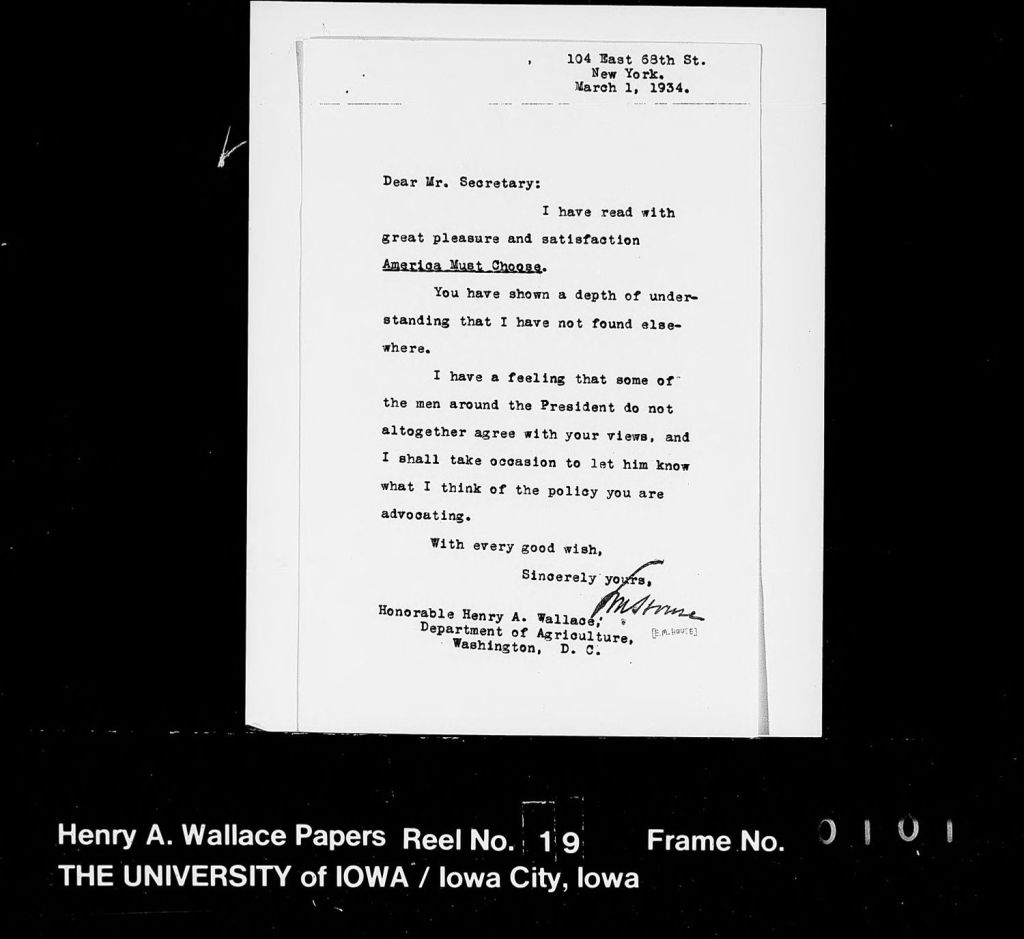 104 East 68th St.
New York.
March 1, 1934.
Dear Mr. Secretary:
I have read with
great pleasure and satisfaction
America Must Choose.
You have shown a depth of under-
standing that I have not found else-
where.
I have a feeling that some of
the men around the President do not
altogether agree with your views, and
I shall take occasion to let him know
what I think of the policy you are
advocating.
With every good wish,
Sincerely yours,
EMHouse
[E.M. HOUSE]
Honorable Henry A. Wallace,
Department of Agriculture,
Washington, D. C.
Henry A. Wallace Papers Reel No. 19 Frame No. 0101
THE UNIVERSITY of IOWA / Iowa City, Iowa